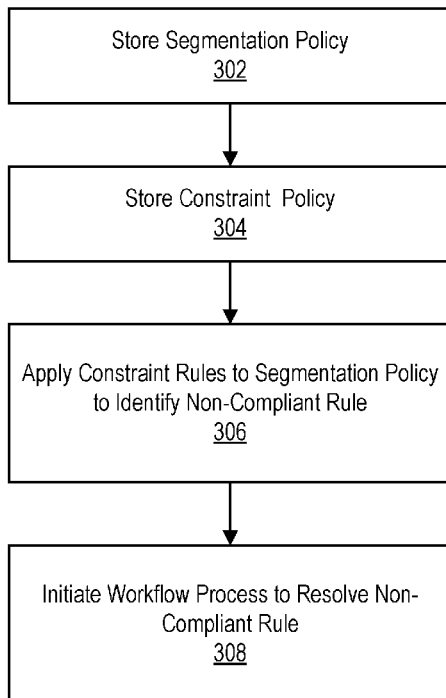 Store Segmentation Policy
302
Store Constraint Policy
304
Apply Constraint Rules to Segmentation Policy
to Identify Non-Compliant Rule
306
Initiate Workflow Process to Resolve Non-
Compliant Rule
308